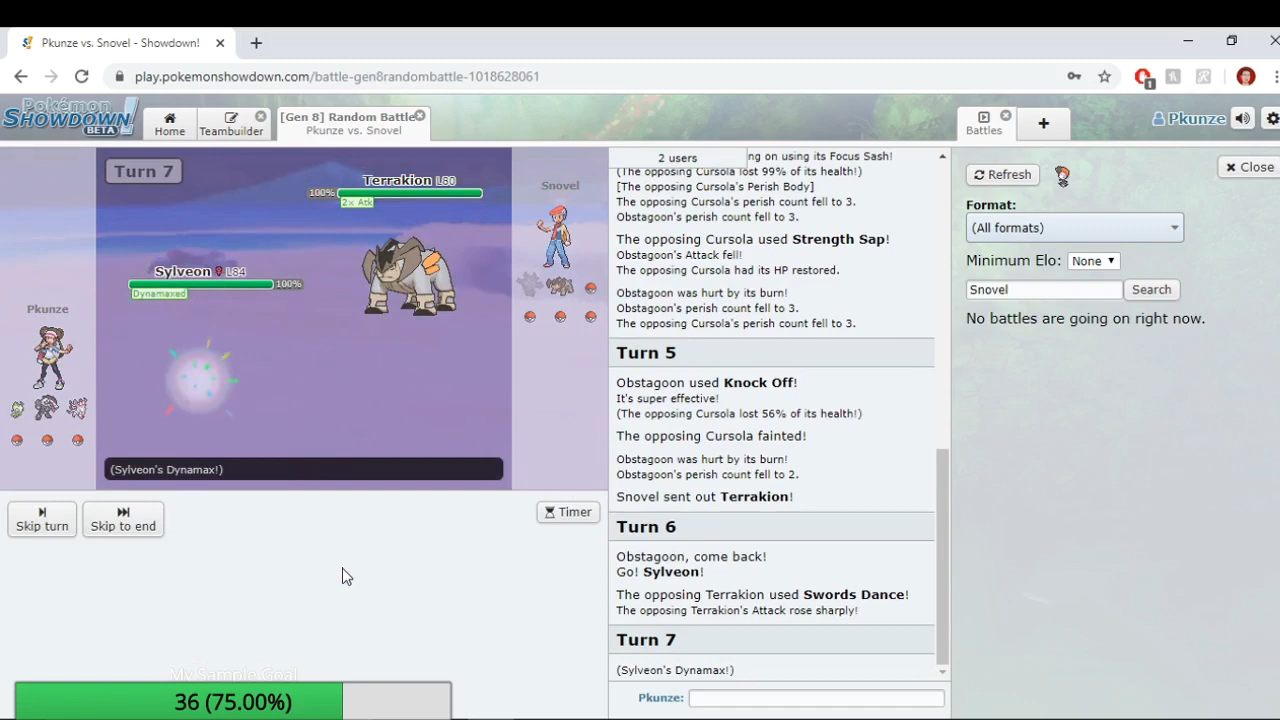 Pkunze vs. Snovel - Showdown!
play.pokemonshowdown.com/battle-gen8randombattle-1018628061
1
Pokémon
SHOWDOWN!
BETA
Home
Teambuilder
[Gen 8] Random Battle
Pkunze vs. Snovel
Battles
Pkunze
Turn 7
Terrakion L80
100%
2x Atk
Sylveon L84
100%
Dynamaxed
Pkunze
Snovel
(Sylveon's Dynamax!)
Skip turn
Skip to end
Timer
My Sample Goal
36 (75.00%)
2 users
ng on using its Focus Sash!
(The opposing Cursola lost 99% of its health!)
[The opposing Cursola's Perish Body]
The opposing Cursola's perish count fell to 3.
Obstagoon's perish count fell to 3.
The opposing Cursola used Strength Sap!
Obstagoon's Attack fell!
The opposing Cursola had its HP restored.
Obstagoon was hurt by its burn!
Obstagoon's perish count fell to 3.
The opposing Cursola's perish count fell to 3.
Turn 5
Obstagoon used Knock Off!
It's super effective!
(The opposing Cursola lost 56% of its health!)
The opposing Cursola fainted!
Obstagoon was hurt by its burn!
Obstagoon's perish count fell to 2.
Snovel sent out Terrakion!
Turn 6
Obstagoon, come back!
Go! Sylveon!
The opposing Terrakion used Swords Dance!
The opposing Terrakion's Attack rose sharply!
Turn 7
(Sylveon's Dynamax!)
Pkunze:
Refresh
Close
Format:
(All formats)
Minimum Elo: None
Snovel
Search
No battles are going on right now.